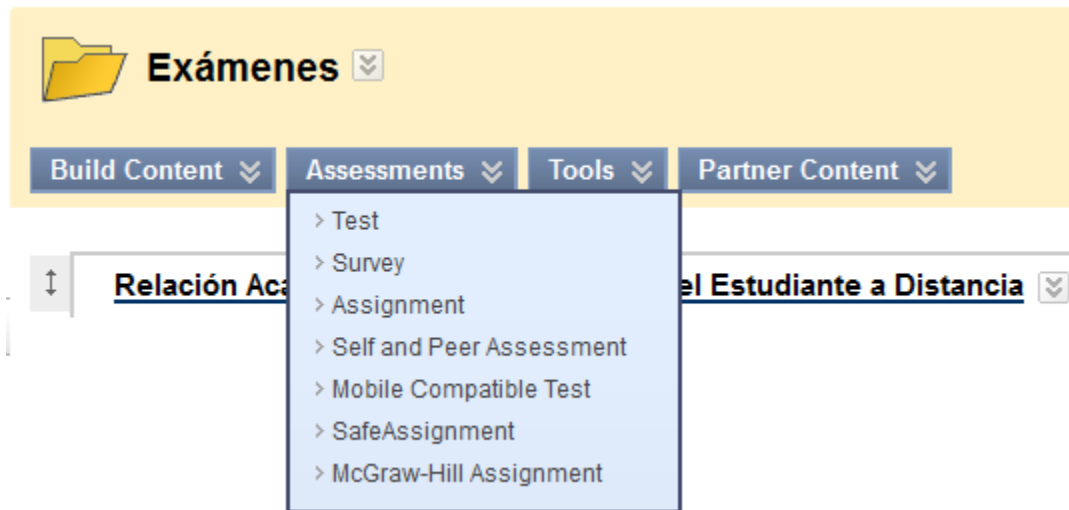 Exámenes
Build Content Assessments Tools Partner Content
> Test
> Survey
> Assignment
> Self and Peer Assessment
> Mobile Compatible Test
> SafeAssignment
> McGraw-Hill Assignment
Relación el Estudiante a Distancia